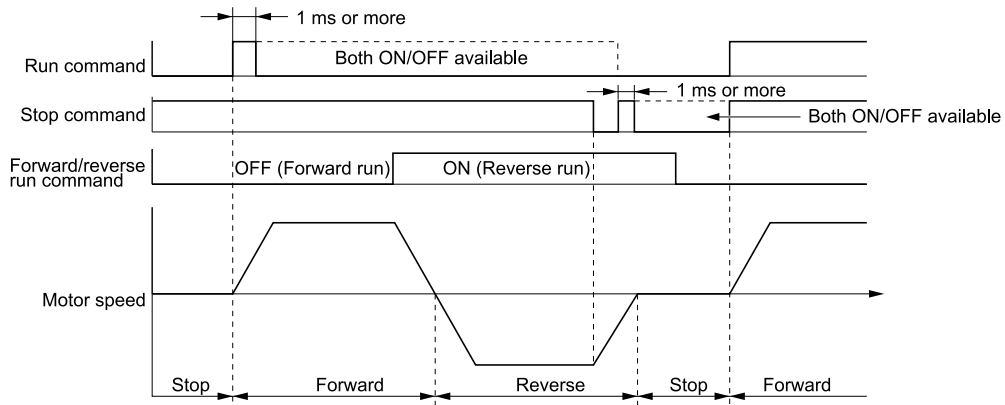 1 ms or more
Run command
Both ON/OFF available
1 ms or more
Stop command
Both ON/OFF available
Forward/reverse
run command
OFF (Forward run)
ON (Reverse run)
Motor speed
Stop
Forward
Reverse
Stop
Forward